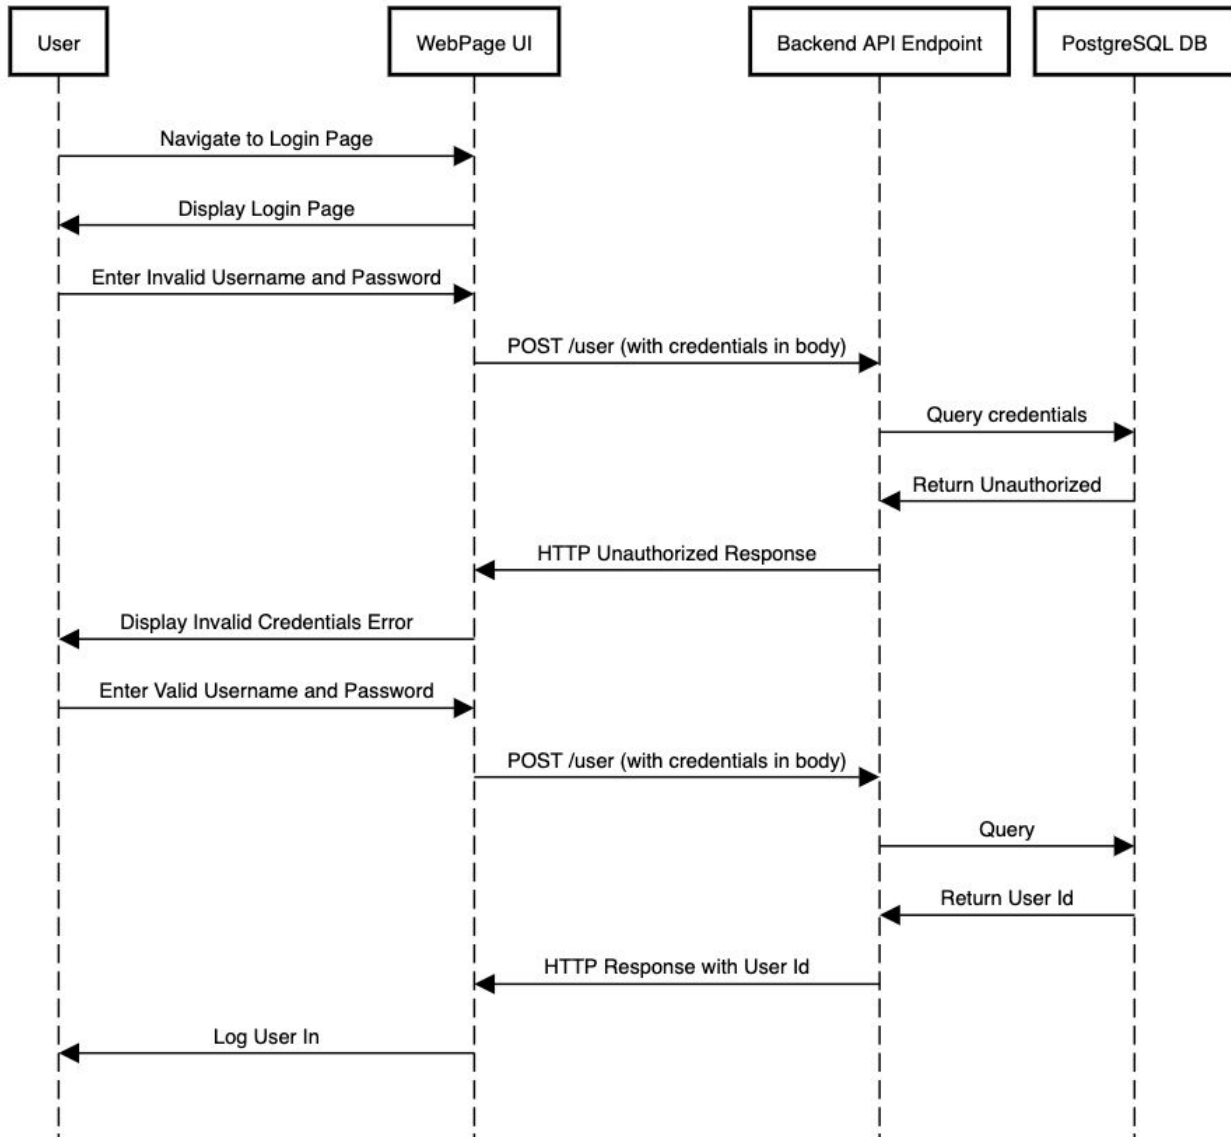 User
WebPage UI
Backend API Endpoint
PostgreSQL DB
Navigate to Login Page
Display Login Page
Enter Invalid Username and Password
POST /user (with credentials in body)
Query credentials
Return Unauthorized
HTTP Unauthorized Response
Display Invalid Credentials Error
Enter Valid Username and Password
POST /user (with credentials in body)
Query
Return User Id
HTTP Response with User Id
Log User In